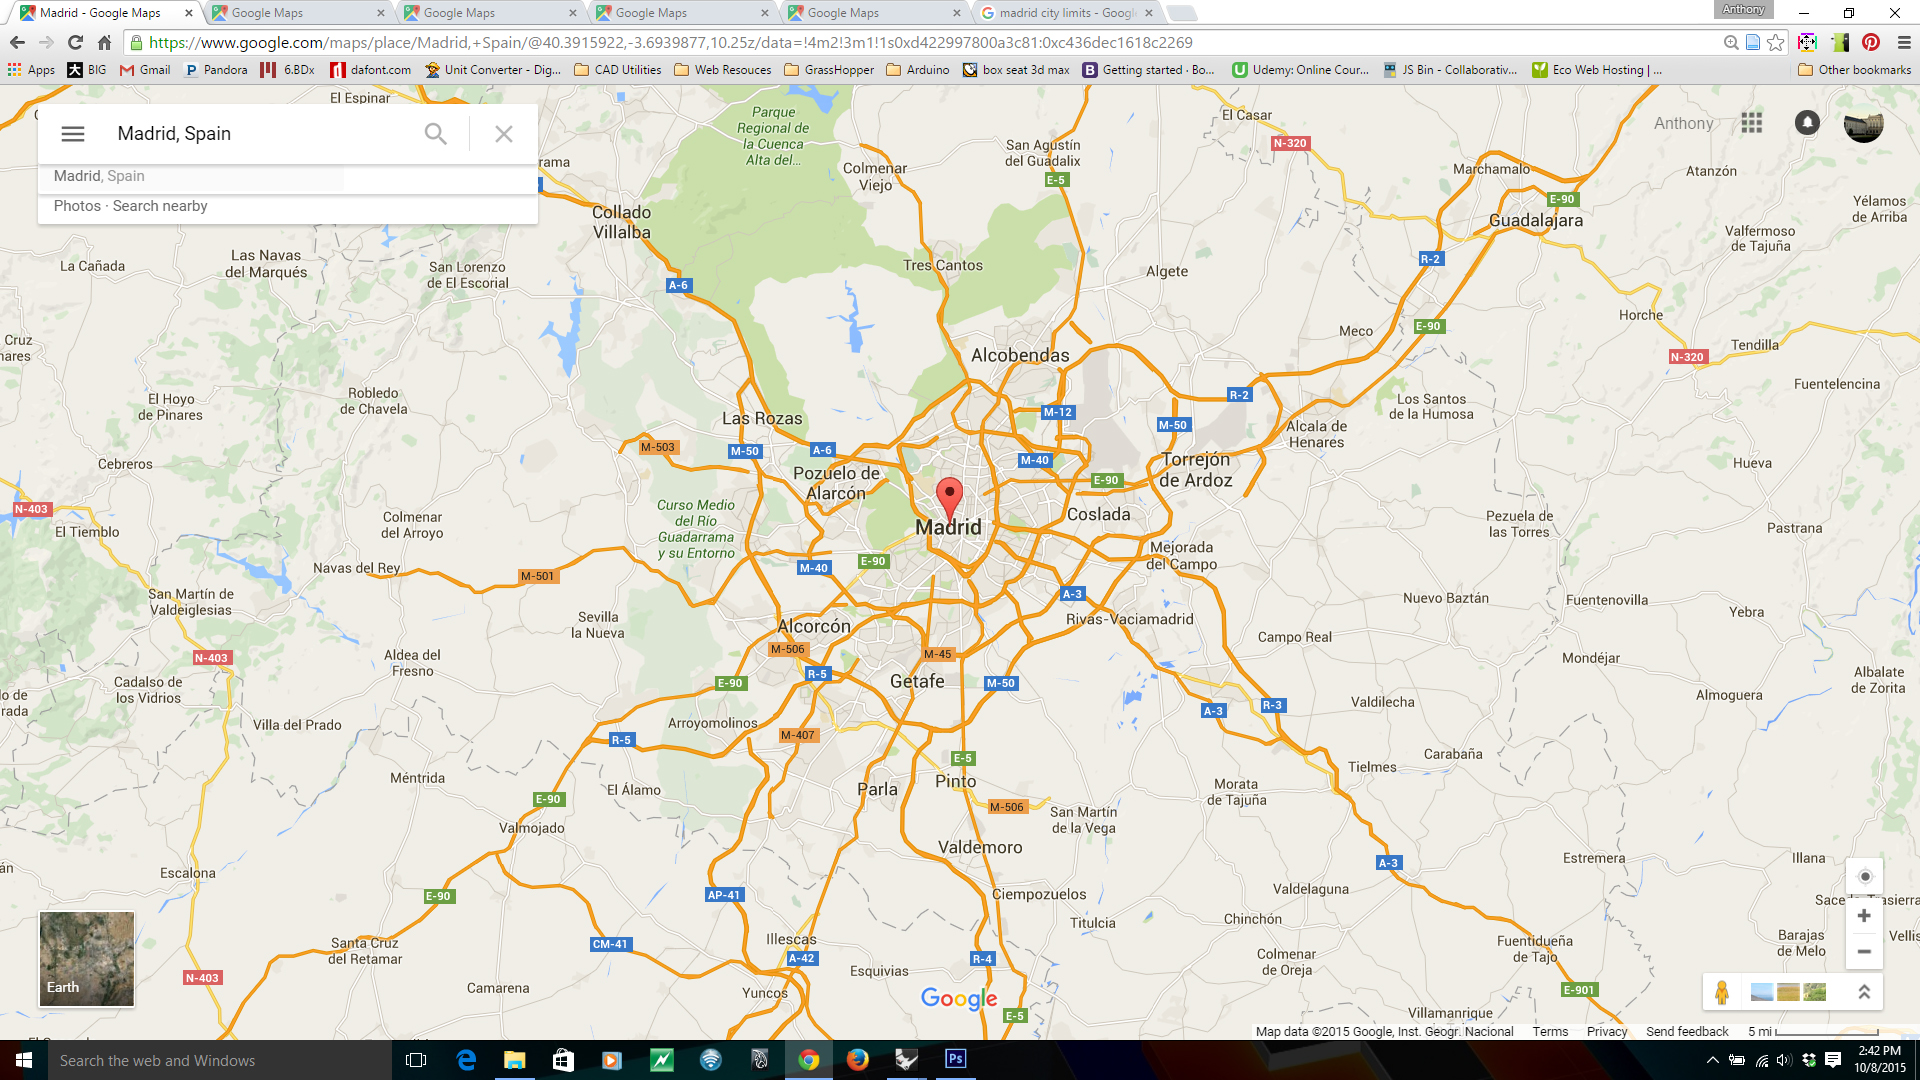 Madrid - Google Maps
Google Maps
Google Maps
Google Maps
Google Maps
madrid city limits - Googl
Anthony
https://www.google.com/maps/place/Madrid,+Spain/@40.3915922,-3.6939877,10.25z/data=!4m2!3m1!1s0xd422997800a3c81:0xc436dec1618c2269
Apps
BIG
Gmail
Pandora
6.BDx
dafont.com
Unit Converter - Dig...
CAD Utilities
Web Resouces
GrassHopper
Arduino
box seat 3d max
Getting started · Bo...
Udemy: Online Cour...
JS Bin - Collaborativ...
Eco Web Hosting | ...
Other bookmarks
Madrid, Spain
Madrid, Spain
Photos · Search nearby
Anthony
El Espinar
Parque
Regional de
la Cuenca
Alta del...
El Casar
N-320
San Agustín
del Guadalix
E-5
Colmenar
Viejo
Marchamalo
Atanzón
E-90
Guadalajara
Yélamos
de Arriba
Collado
Villalba
Valfermoso
de Tajuña
Las Navas
del Marqués
La Cañada
San Lorenzo
de El Escorial
Tres Cantos
Algete
R-2
A-6
Horche
E-90
Meco
Cruz
nares
Tendilla
N-320
Alcobendas
Fuentelencina
Robledo
de Chavela
El Hoyo
de Pinares
R-2
Los Santos
de la Humosa
Las Rozas
M-12
M-50
Alcala de
Henares
M-503
M-50
A-6
M-40
Torrejón
de Ardoz
Cebreros
Hueva
Pozuelo de
Alarcón
E-90
N-403
El Tiemblo
Colmenar
del Arroyo
Curso Medio
del Río
Guadarrama
y su Entorno
Madrid
Coslada
Pezuela de
las Torres
Pastrana
Mejorada
del Campo
Navas del Rey
M-501
M-40
E-90
San Martín de
Valdeiglesias
A-3
Nuevo Baztán
Fuentenovilla
Yebra
Sevilla
la Nueva
Alcorcón
Rivas-Vaciamadrid
Campo Real
M-506
M-45
N-403
Aldea del
Fresno
Mondéjar
R-5
Getafe
M-50
E-90
Albalate
de Zorita
Cadalso de
los Vidrios
Almoguera
Valdilecha
A-3
R-3
Villa del Prado
Arroyomolinos
M-407
R-5
Carabaña
E-5
Pinto
Tielmes
Méntrida
El Álamo
Parla
Morata
de Tajuña
E-90
M-506
San Martín
de la Vega
Valmojado
Valdemoro
Estremera
Illana
A-3
Escalona
E-90
AP-41
Ciempozuelos
Valdelaguna
Titulcia
Chinchón
Santa Cruz
del Retamar
CM-41
Illescas
A-42
R-4
Colmenar
de Oreja
Fuentidueña
de Tajo
Barajas
de Melo
N-403
Esquivias
Camarena
Yuncos
E-901
E-5
Villamanrique
Earth
Google
Map data ©2015 Google, Inst. Geogr. Nacional
Terms
Privacy
Send feedback
5 mi
Search the web and Windows
Ps
2:42 PM
10/8/2015